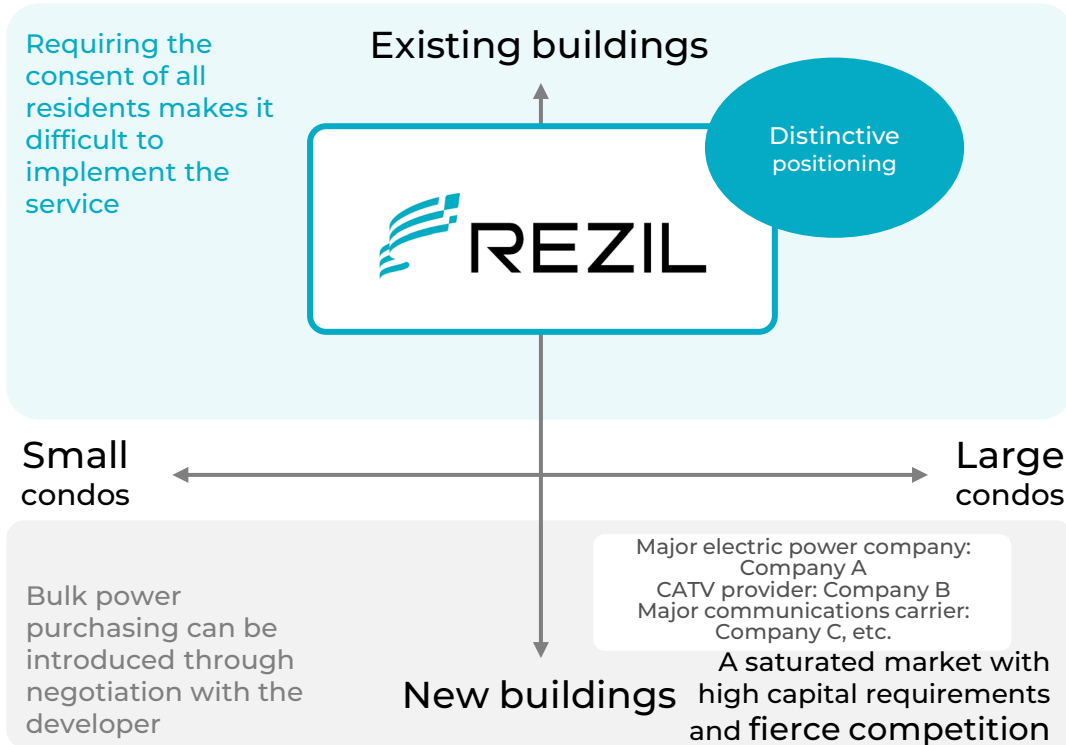 Requiring the
consent of all
residents makes it
difficult to
implement the
service
Existing buildings
Distinctive
positioning
REZIL
Small
condos
Large
condos
Major electric power company:
Company A
CATV provider: Company B
Major communications carrier:
Company C, etc.
Bulk power
purchasing can be
introduced through
negotiation with the
developer
New buildings
A saturated market with
high capital requirements
and fierce competition